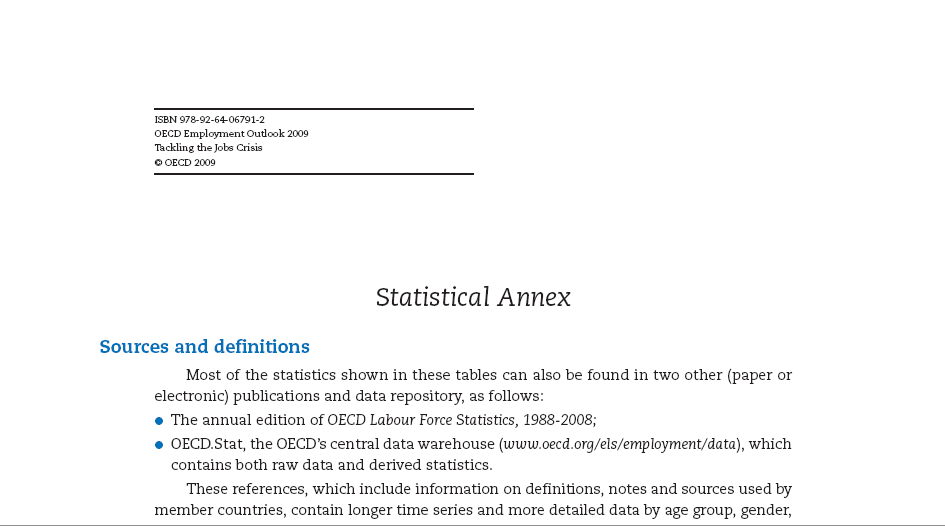 ISBN 978-92-64-06791-2
OECD Employment Outlook 2009
Tackling the Jobs Crisis
© OECD 2009
Statistical Annex
Sources and definitions
Most of the statistics shown in these tables can also be found in two other (paper or
electronic) publications and data repository, as follows:
● The annual edition of OECD Labour Force Statistics, 1988-2008;
● OECD.Stat, the OECD's central data warehouse (www.oecd.org/els/employment/data), which
contains both raw data and derived statistics.
These references, which include information on definitions, notes and sources used by
member countries, contain longer time series and more detailed data by age group, gender,